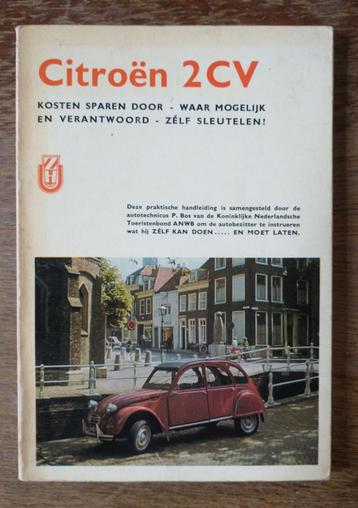 Citroën 2CV
KOSTEN SPAREN DOOR - WAAR MOGELIJK
EN VERANTWOORD - ZÉLF SLEUTELEN!
ZHU
Deze praktische handleiding is samengesteld door de
autotechnicus P. Bos van de Koninklijke Nederlandsche
Toeristenbond ANWB om de autobezitter te instrueren
wat hij ZÉLF KAN DOEN..... EN MOET LATEN.